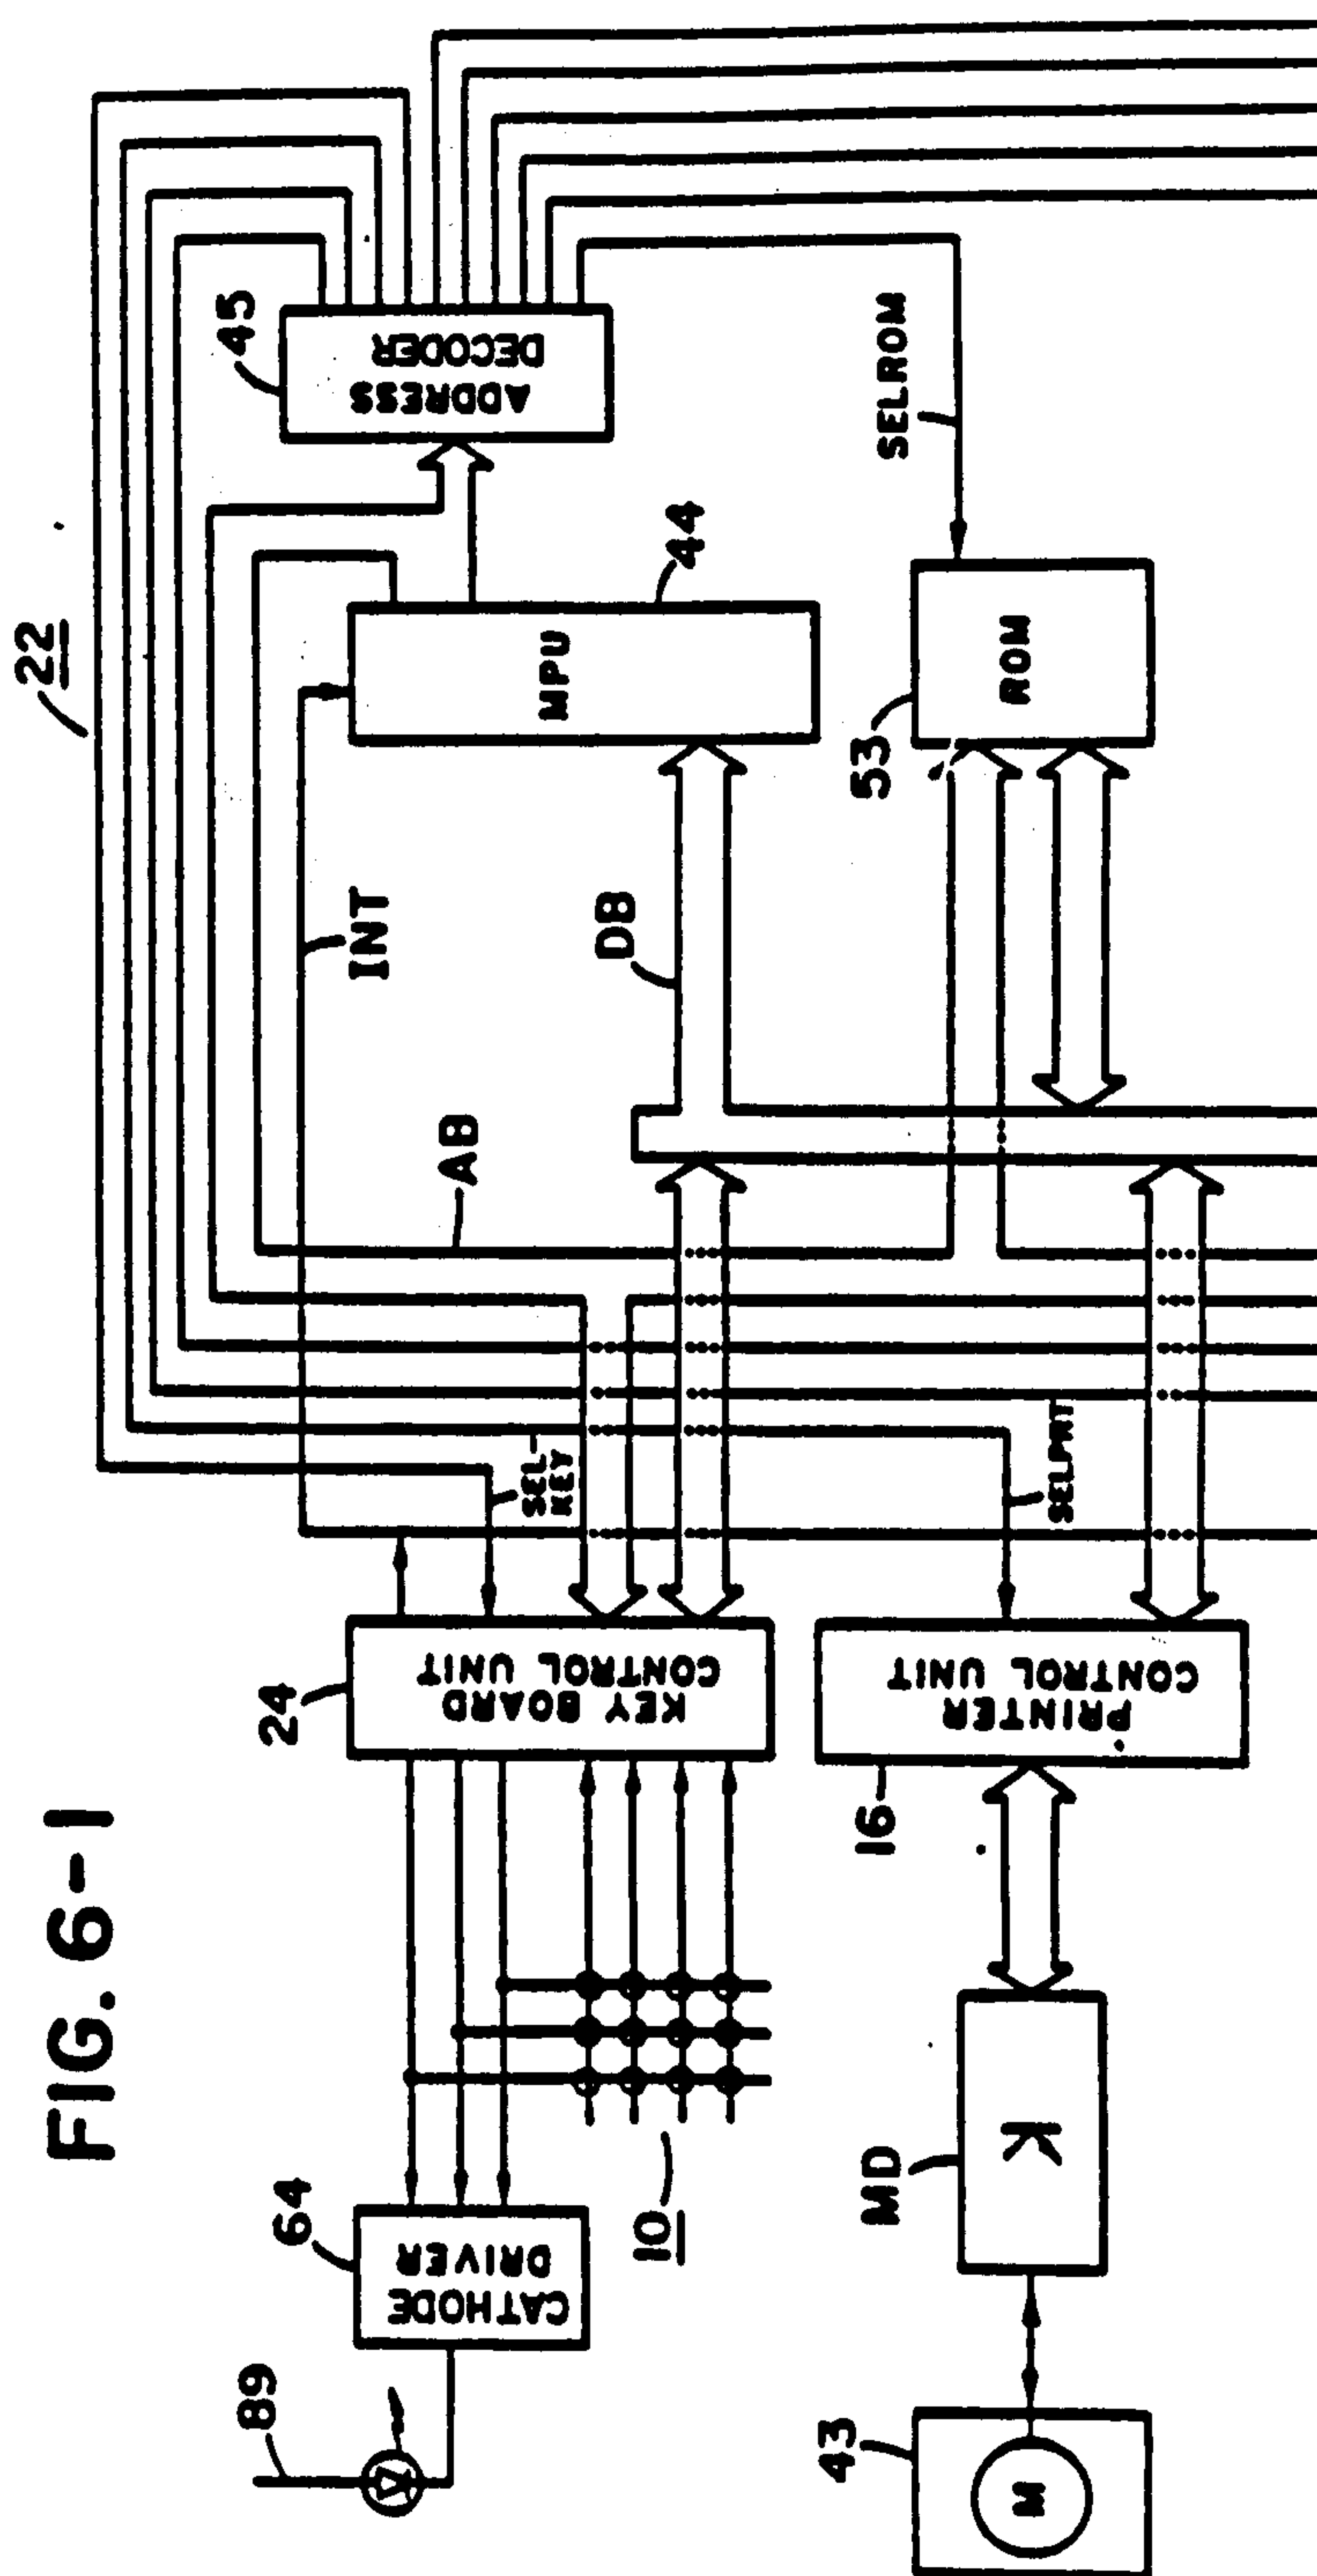 FIG. 6-1
22
89
64
CATHODE
DRIVER
10
24
KEY BOARD
CONTROL UNIT
SEL-
KEY
INT
AB
DB
MPU
44
45
ADDRESS
DECODER
43
M
MD
K
16
PRINTER
CONTROL UNIT
SELPRT
53
ROM
SELROM